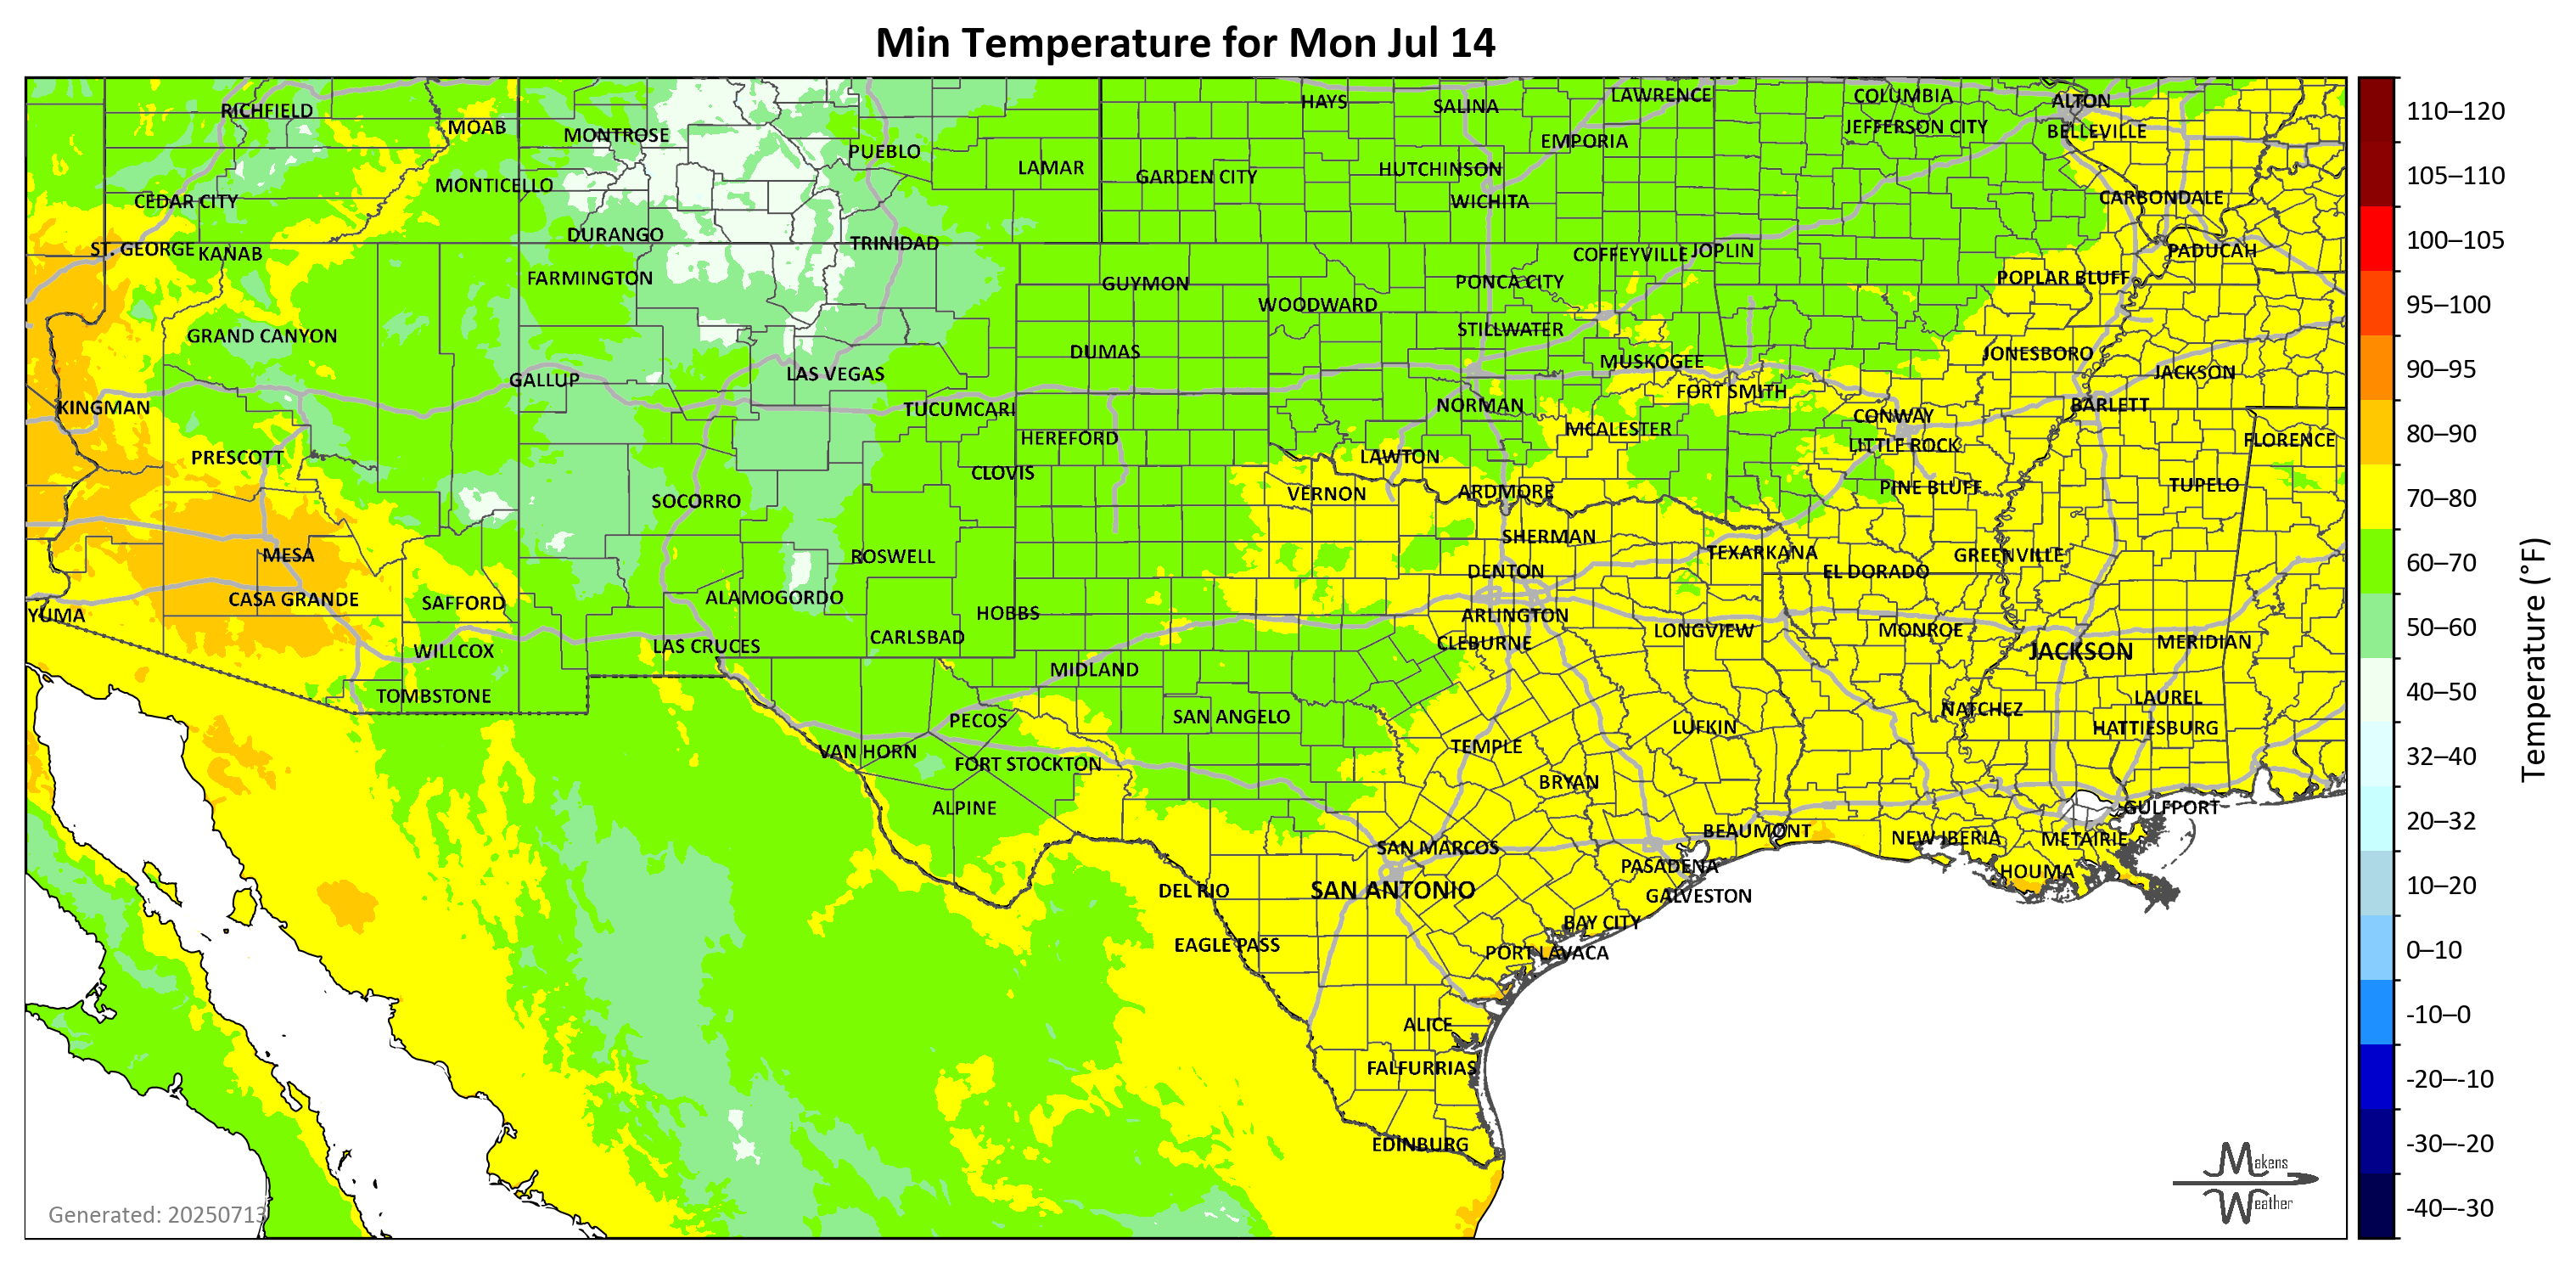 Min Temperature for Mon Jul 14
RICHFIELD
MOAB
MONTROSE
PUEBLO
LAMAR
HAYS
SALINA
LAWRENCE
COLUMBIA
ALTON
EMPORIA
JEFFERSON CITY
BELLEVILLE
MONTICELLO
GARDEN CITY
HUTCHINSON
CEDAR CITY
WICHITA
CARBONDALE
DURANGO
TRINIDAD
ST. GEORGE
KANAB
COFFEYVILLE
JOPLIN
PADUCAH
FARMINGTON
GUYMON
PONCA CITY
POPLAR BLUFF
WOODWARD
GRAND CANYON
STILLWATER
DUMAS
MUSKOGEE
JONESBORO
GALLUP
LAS VEGAS
FORT SMITH
JACKSON
KINGMAN
TUCUMCARI
NORMAN
CONWAY
BARLETT
HEREFORD
MCALESTER
LITTLE ROCK
FLORENCE
PRESCOTT
CLOVIS
LAWTON
SOCORRO
VERNON
ARDMORE
PINE BLUFF
TUPELO
MESA
ROSWELL
SHERMAN
TEXARKANA
GREENVILLE
DENTON
EL DORADO
CASA GRANDE
SAFFORD
ALAMOGORDO
HOBBS
YUMA
ARLINGTON
LAS CRUCES
CARLSBAD
CLEBURNE
LONGVIEW
MONROE
JACKSON
MERIDIAN
WILLCOX
MIDLAND
TOMBSTONE
PECOS
SAN ANGELO
NATCHEZ
LAUREL
VAN HORN
FORT STOCKTON
TEMPLE
LUFKIN
HATTIESBURG
ALPINE
BRYAN
GULFPORT
SAN MARCOS
BEAUMONT
NEW IBERIA
METAIRIE
DEL RIO
SAN ANTONIO
PASADENA
GALVESTON
HOUMA
EAGLE PASS
BAY CITY
PORT LAVACA
ALICE
FALFURRIAS
EDINBURG
Generated: 20250713
Makens
Weather
110–120
105–110
100–105
95–100
90–95
80–90
70–80
60–70
50–60
40–50
32–40
20–32
10–20
0–10
-10–0
-20–-10
-30–-20
-40–-30
Temperature (°F)